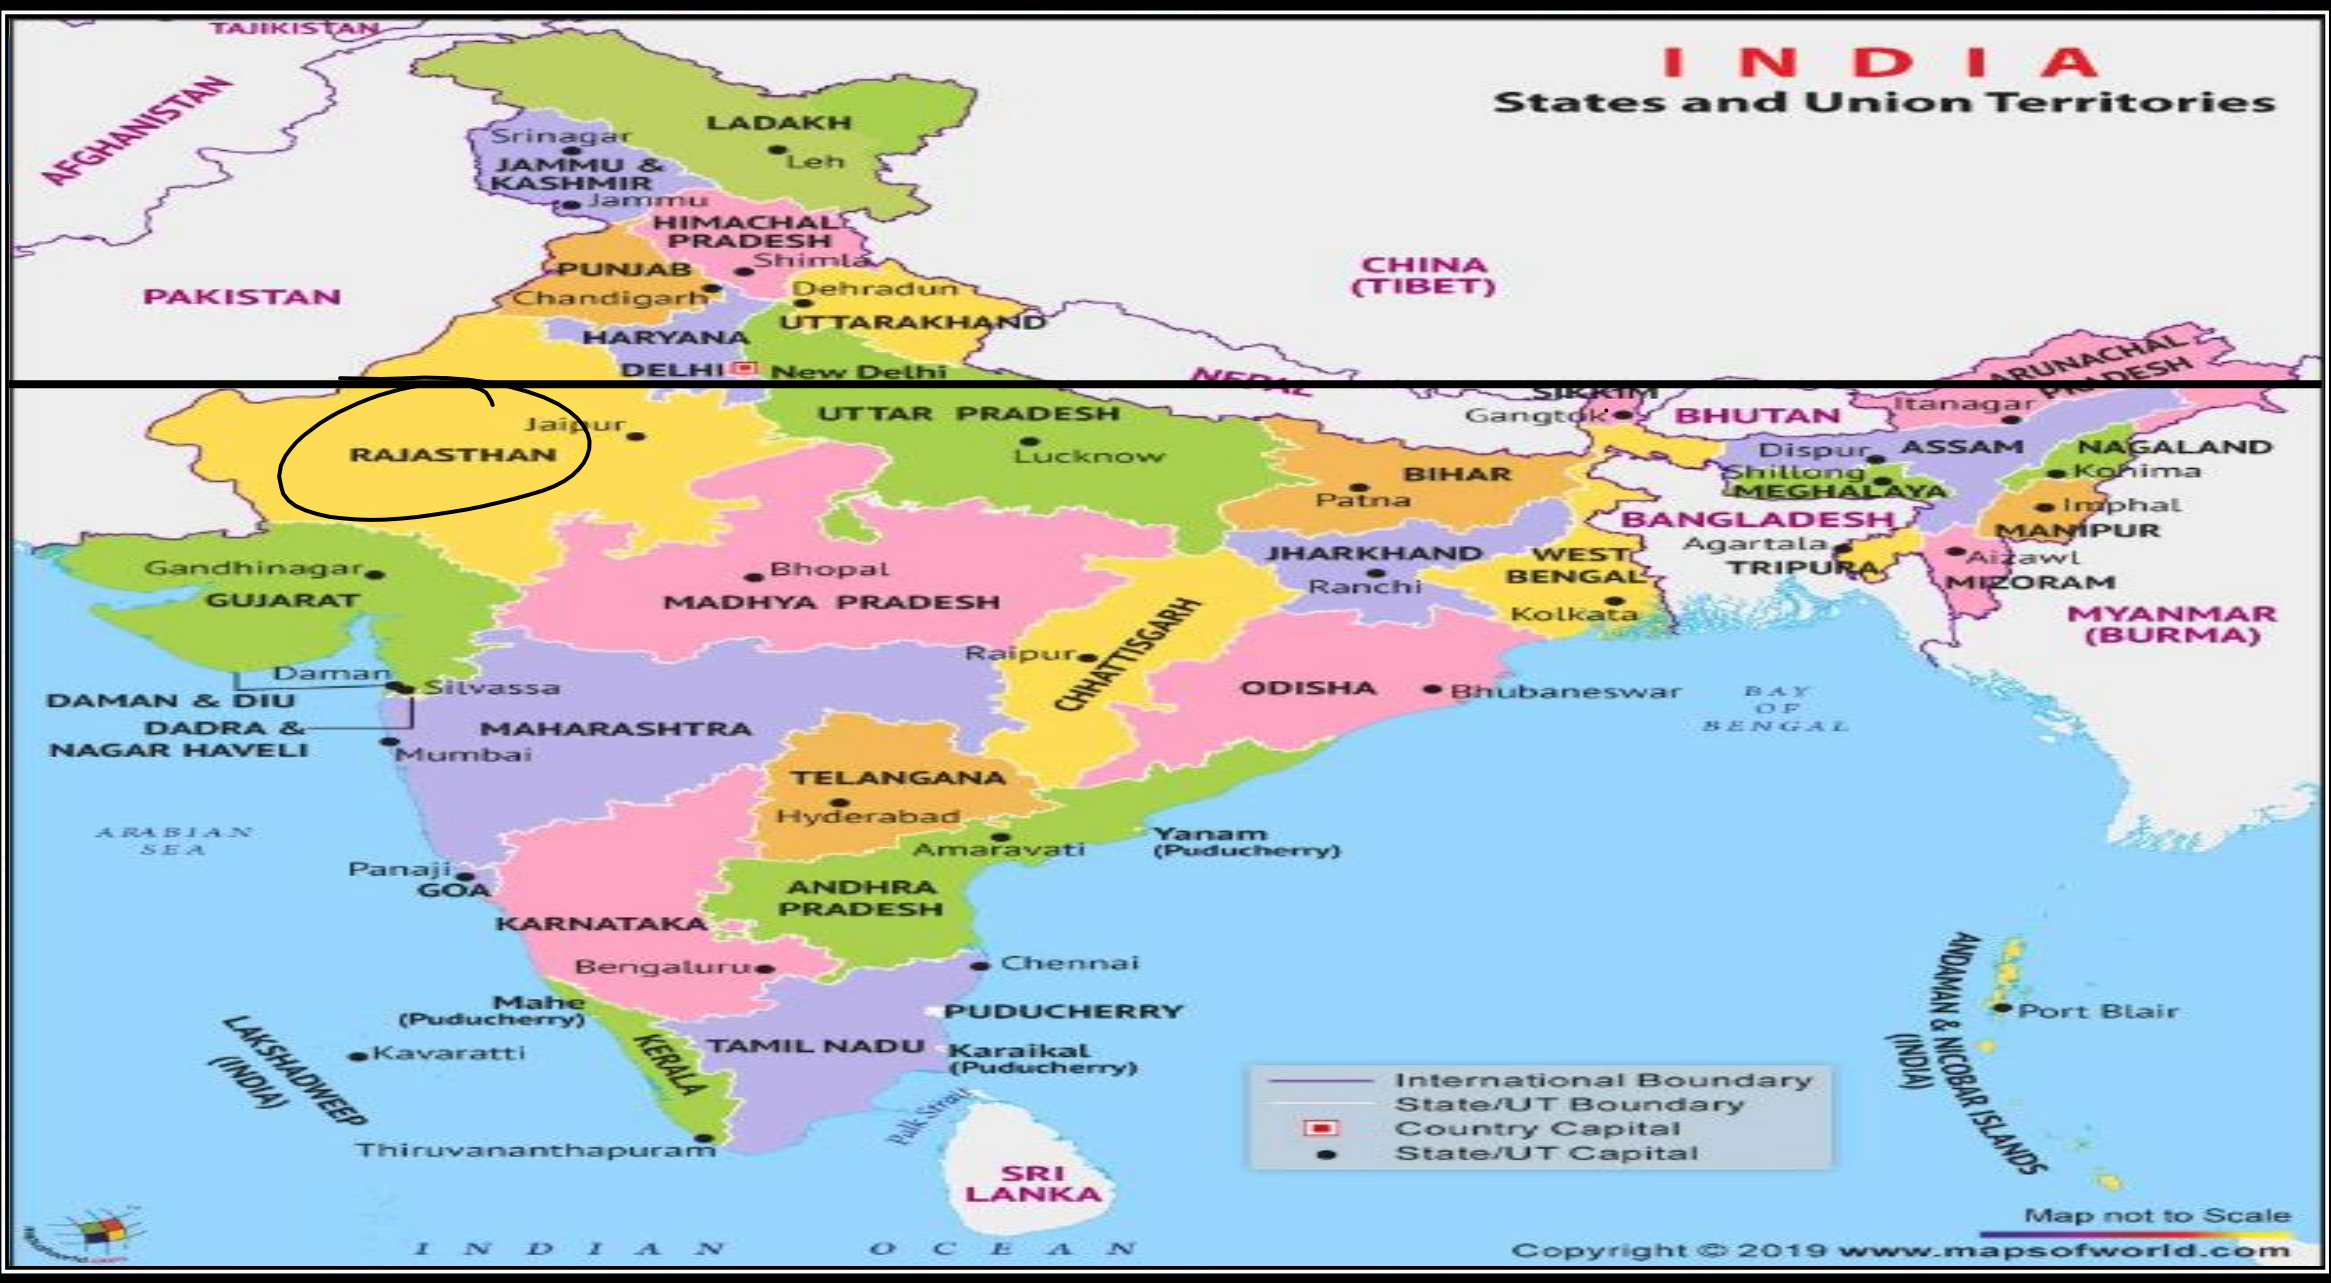 TAJIKISTAN
INDIA
States and Union Territories
AFGHANISTAN
LADAKH
Srinagar
Leh
JAMMU &
KASHMIR
Jammu
HIMACHAL
PRADESH
Shimla
PUNJAB
CHINA
(TIBET)
PAKISTAN
Chandigarh
Dehradun
UTTARAKHAND
HARYANA
DELHI
New Delhi
NEPAL
ARUNACHAL
PRADESH
SIKKIM
Gangtok
BHUTAN
Itanagar
Jaipur
RAJASTHAN
UTTAR PRADESH
Lucknow
BIHAR
Patna
Dispur
ASSAM
NAGALAND
Shillong
Kohima
MEGHALAYA
Imphal
BANGLADESH
MANIPUR
Gandhinagar
GUJARAT
Bhopal
MADHYA PRADESH
JHARKHAND
Ranchi
WEST
BENGAL
Kolkata
Agartala
TRIPURA
Aizawl
MIZORAM
MYANMAR
(BURMA)
CHHATTISGARH
Raipur
Daman
Silvassa
DAMAN & DIU
DADRA &
NAGAR HAVELI
MAHARASHTRA
Mumbai
ODISHA
Bhubaneswar
BAY
OF
BENGAL
TELANGANA
Hyderabad
ARABIAN
SEA
Amaravati
Yanam
(Puducherry)
Panaji
GOA
ANDHRA
PRADESH
KARNATAKA
Bengaluru
Chennai
Mahe
(Puducherry)
PUDUCHERRY
LAKSHADWEEP
(INDIA)
Kavaratti
KERALA
TAMIL NADU
Karaikal
(Puducherry)
ANDAMAN & NICOBAR ISLANDS
(INDIA)
Port Blair
Palk Strait
Thiruvananthapuram
SRI
LANKA
International Boundary
State/UT Boundary
Country Capital
State/UT Capital
Map not to Scale
INDIAN OCEAN
Copyright © 2019 www.mapsofworld.com